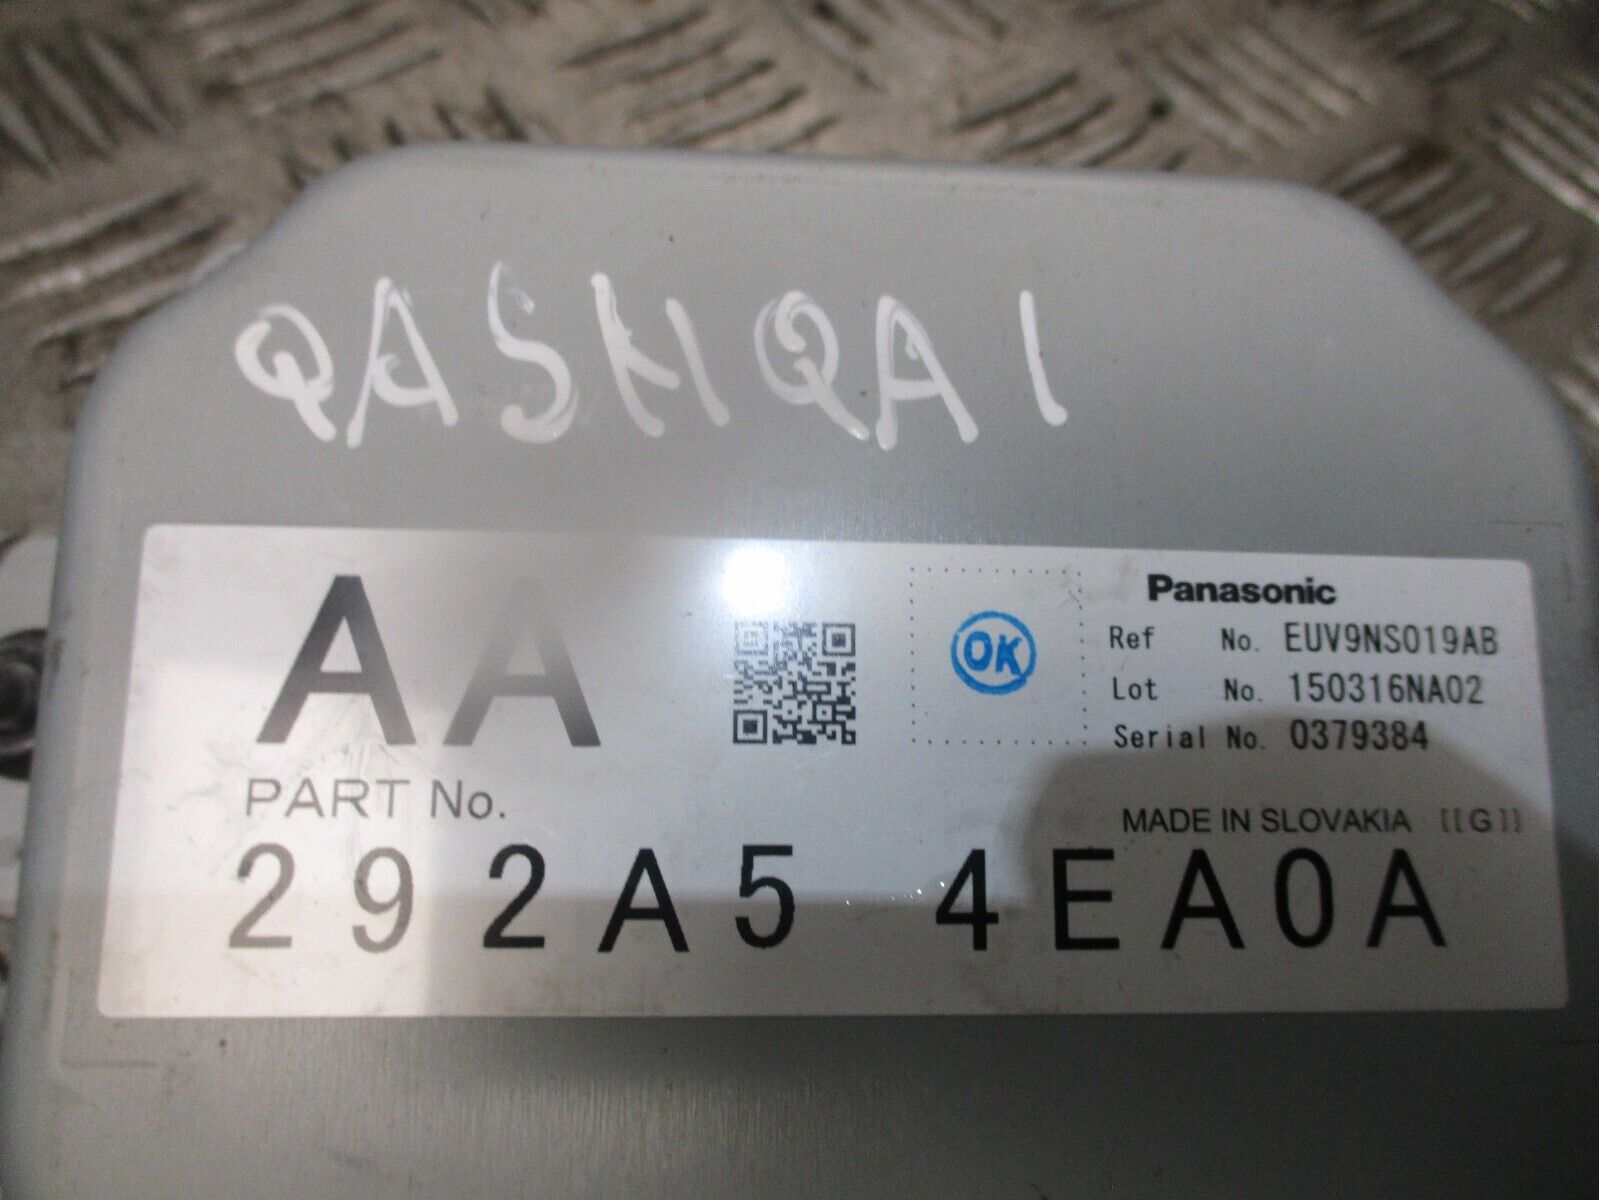 QASHQAI
AA
OK
Panasonic
Ref No. EUV9NS019AB
Lot No. 150316NA02
Serial No. 0379384
PART No.
MADE IN SLOVAKIA [[G]]
292A5 4EA0A